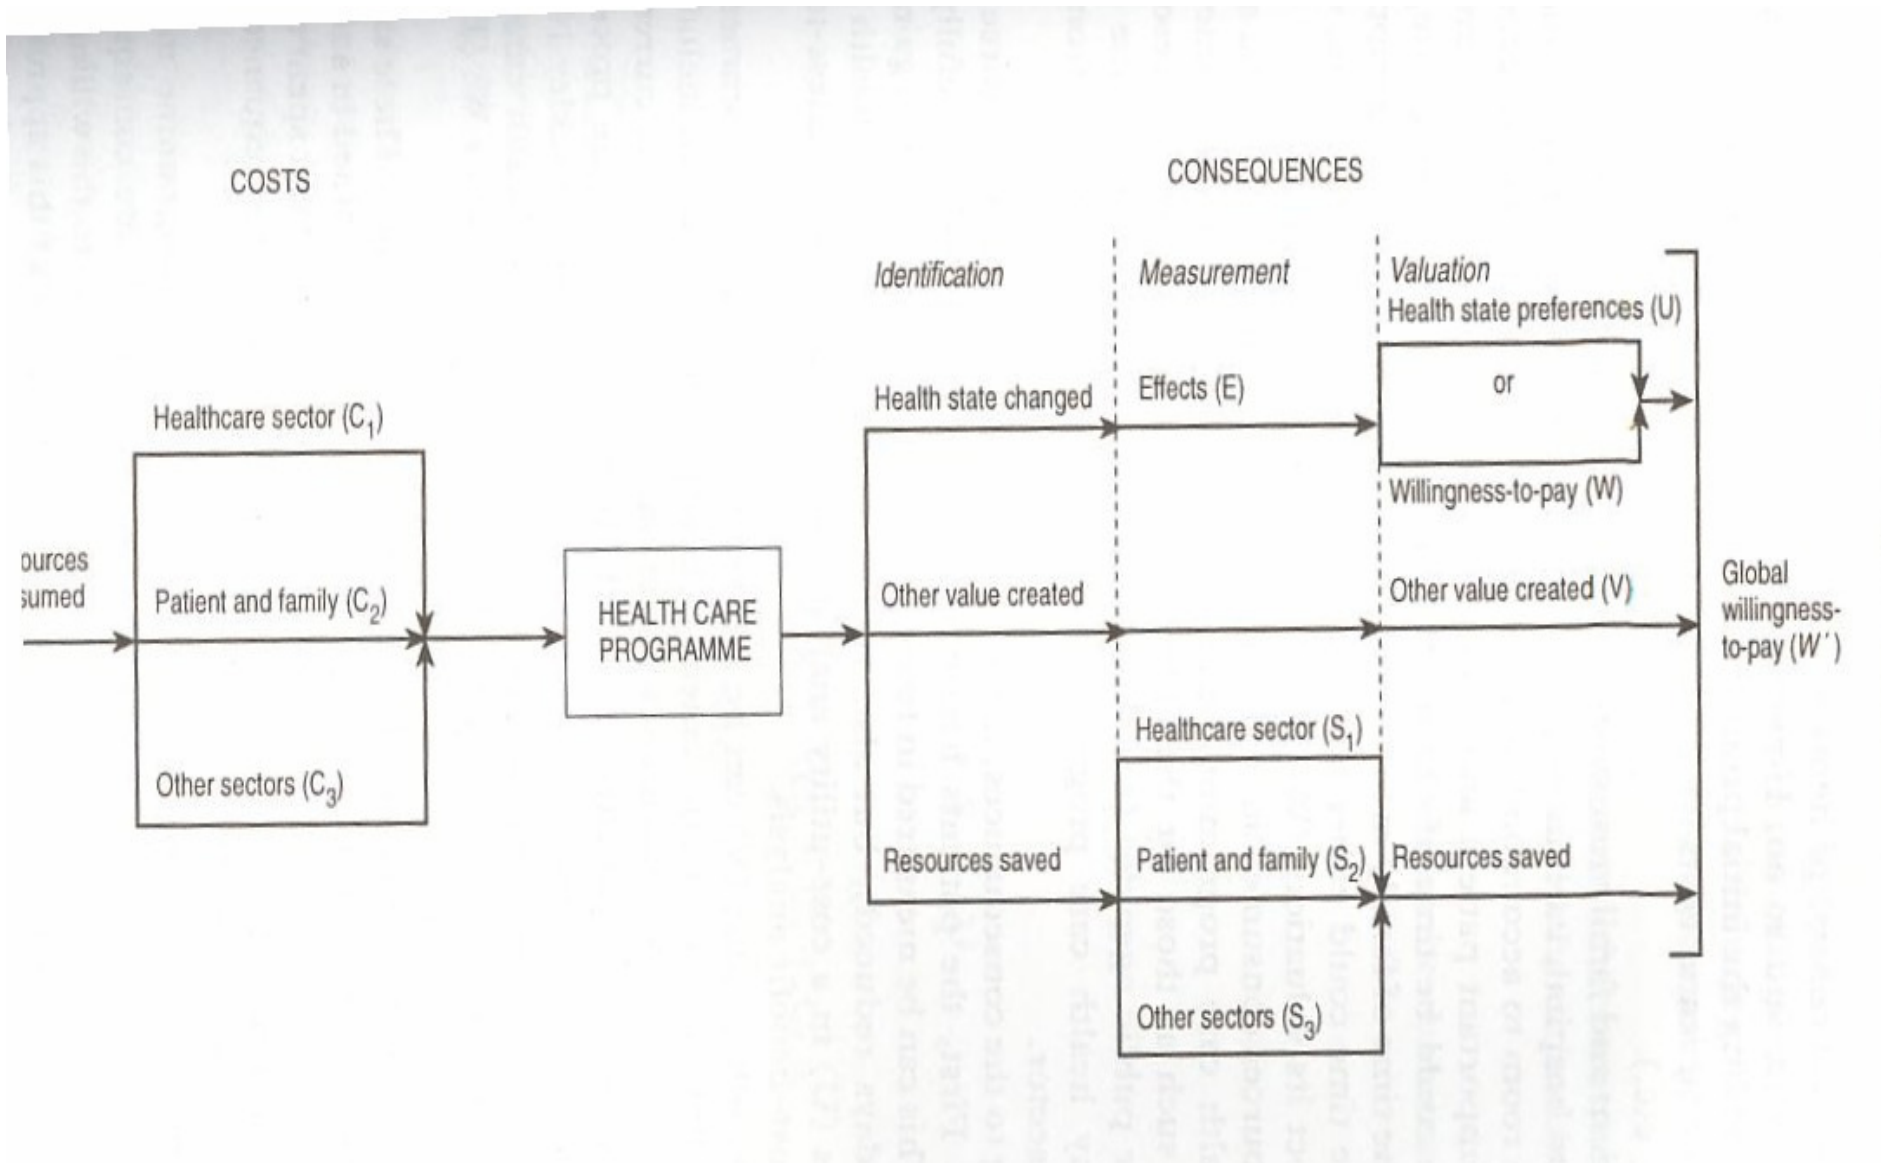 COSTS
CONSEQUENCES
Identification
Measurement
Valuation
Health state preferences (U)
Health state changed
Effects (E)
or
Willingness-to-pay (W)
Healthcare sector (C₁)
ources
sumed
Patient and family (C₂)
Other sectors (C₃)
HEALTH CARE
PROGRAMME
Other value created
Other value created (V)
Global
willingness-
to-pay (W´)
Healthcare sector (S₁)
Resources saved
Patient and family (S₂)
Resources saved
Other sectors (S₃)